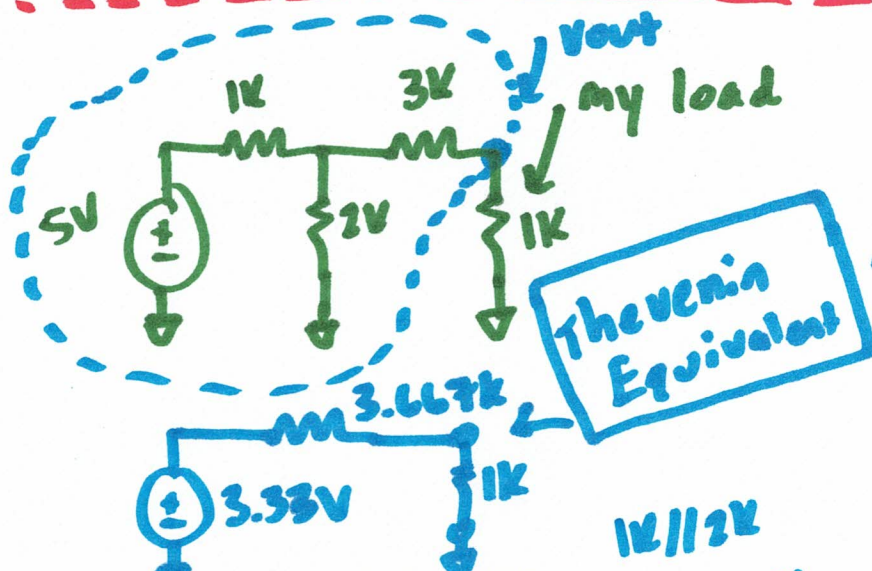 Vout
1K
3K
my load
5V
+
-
2K
1K
Thevenin
Equivalent
3.667K
+
-
3.33V
1K
1K//2K